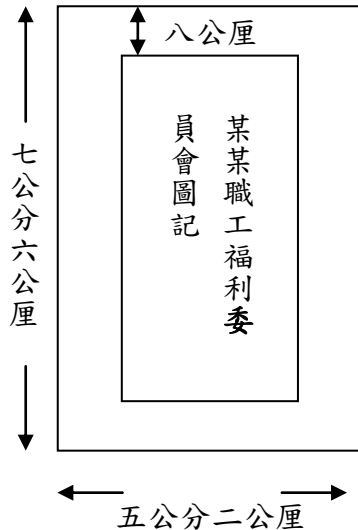 八公厘
某某職工福利委
員會圖記
七公分六公厘
五公分二公厘